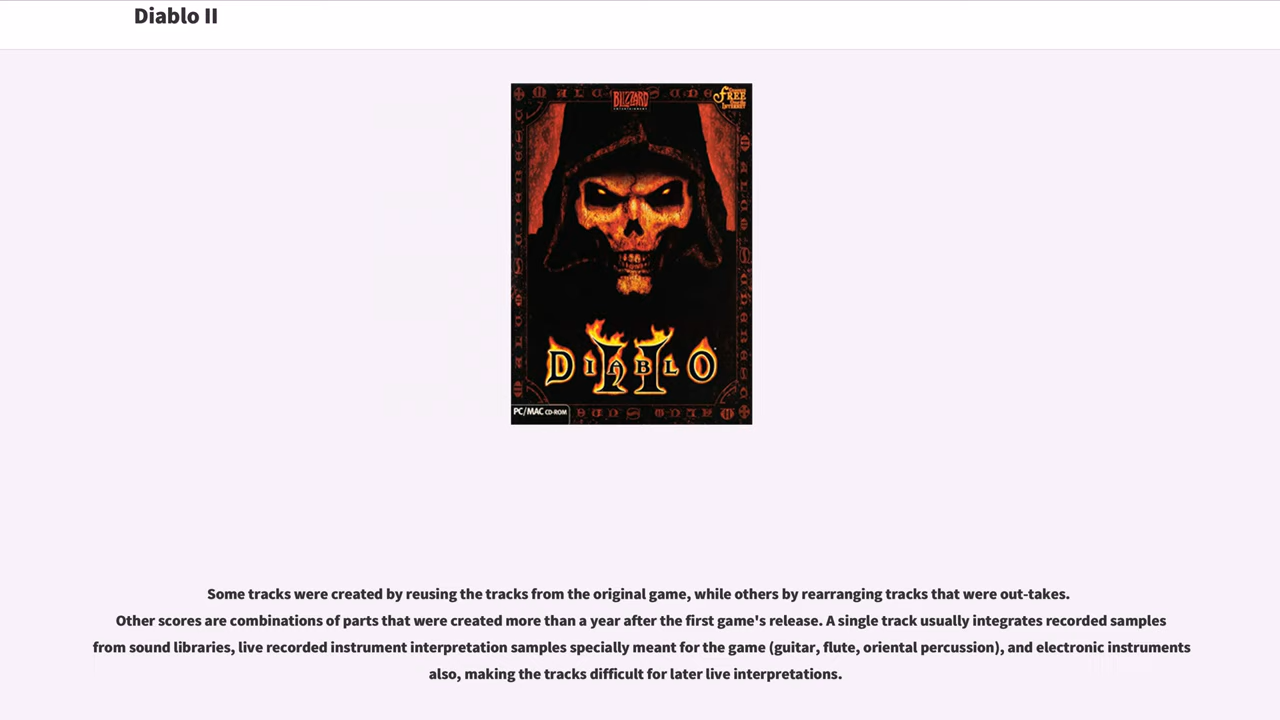 Diablo II
BLIZZARD
ENTERTAINMENT
FREE
INTERNET
DIABLO
II
PC/MAC CD-ROM
Some tracks were created by reusing the tracks from the original game, while others by rearranging tracks that were out-takes.
Other scores are combinations of parts that were created more than a year after the first game's release. A single track usually integrates recorded samples
from sound libraries, live recorded instrument interpretation samples specially meant for the game (guitar, flute, oriental percussion), and electronic instruments
also, making the tracks difficult for later live interpretations.